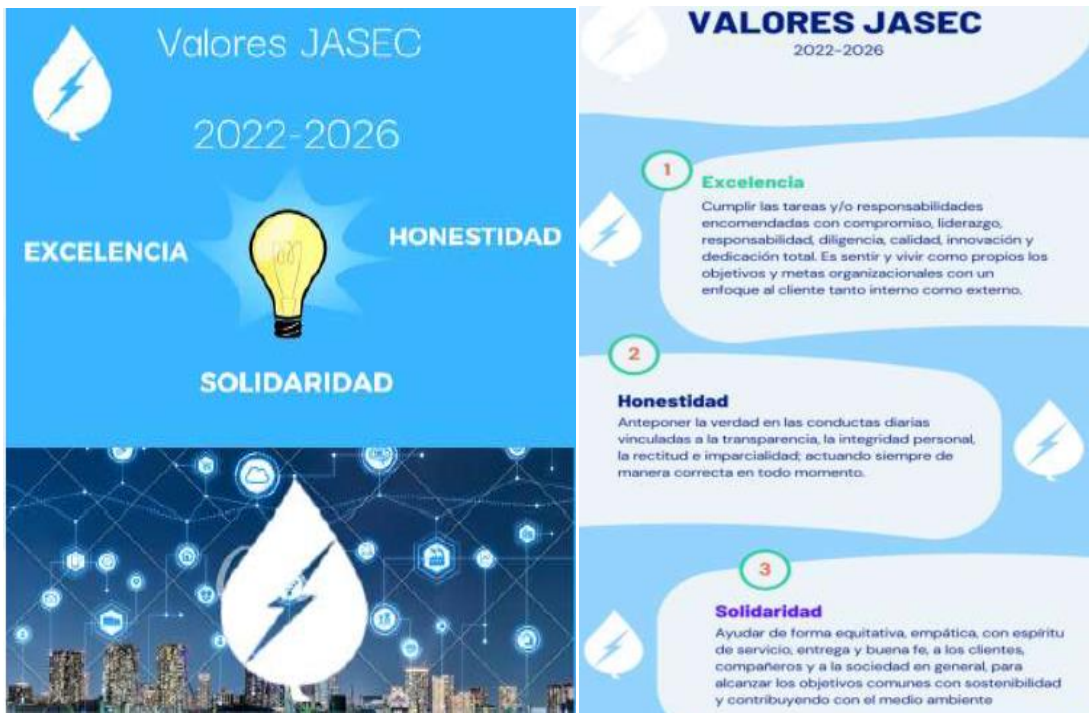 Valores JASEC
2022-2026
EXCELENCIA
HONESTIDAD
SOLIDARIDAD
VALORES JASEC
2022-2026
1
Excelencia
Cumplir las tareas y/o responsabilidades
encomendadas con compromiso, liderazgo,
responsabilidad, diligencia, calidad, innovación y
dedicación total. Es sentir y vivir como propios los
objetivos y metas organizacionales con un
enfoque al cliente tanto interno como externo.
2
Honestidad
Anteponer la verdad en las conductas diarias
vinculadas a la transparencia, la integridad personal,
la rectitud e imparcialidad; actuando siempre de
manera correcta en todo momento.
3
Solidaridad
Ayudar de forma equitativa, empática, con espíritu
de servicio, entrega y buena fe, a los clientes,
compañeros y a la sociedad en general, para
alcanzar los objetivos comunes con sostenibilidad
y contribuyendo con el medio ambiente